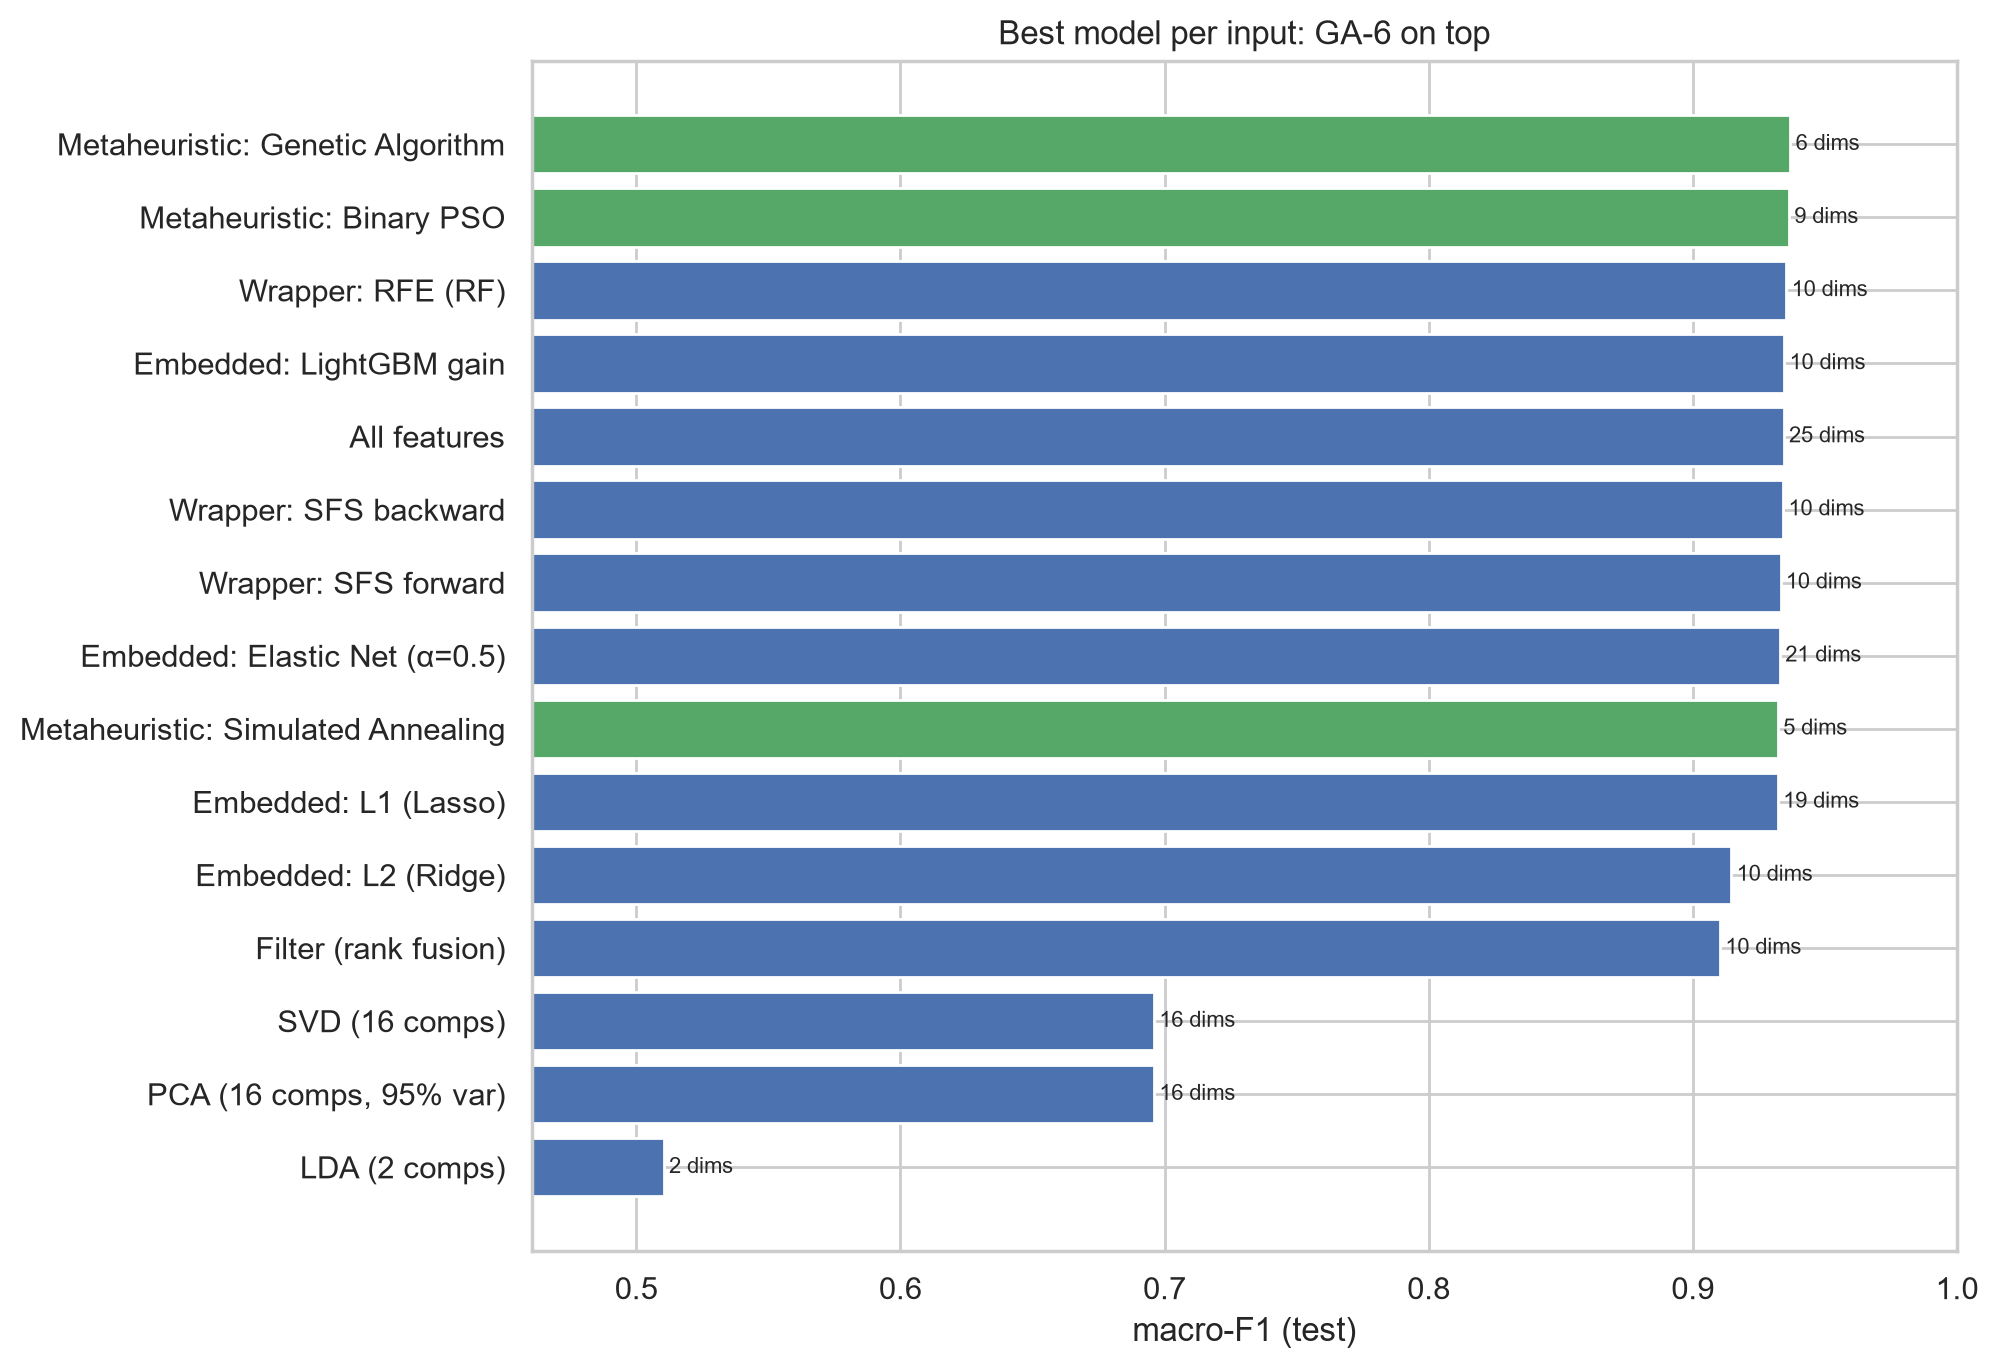 Best model per input: GA-6 on top
Metaheuristic: Genetic Algorithm 6 dims
Metaheuristic: Binary PSO 9 dims
Wrapper: RFE (RF) 10 dims
Embedded: LightGBM gain 10 dims
All features 25 dims
Wrapper: SFS backward 10 dims
Wrapper: SFS forward 10 dims
Embedded: Elastic Net (α=0.5) 21 dims
Metaheuristic: Simulated Annealing 5 dims
Embedded: L1 (Lasso) 19 dims
Embedded: L2 (Ridge) 10 dims
Filter (rank fusion) 10 dims
SVD (16 comps) 16 dims
PCA (16 comps, 95% var) 16 dims
LDA (2 comps) 2 dims
0.5 0.6 0.7 0.8 0.9 1.0
macro-F1 (test)